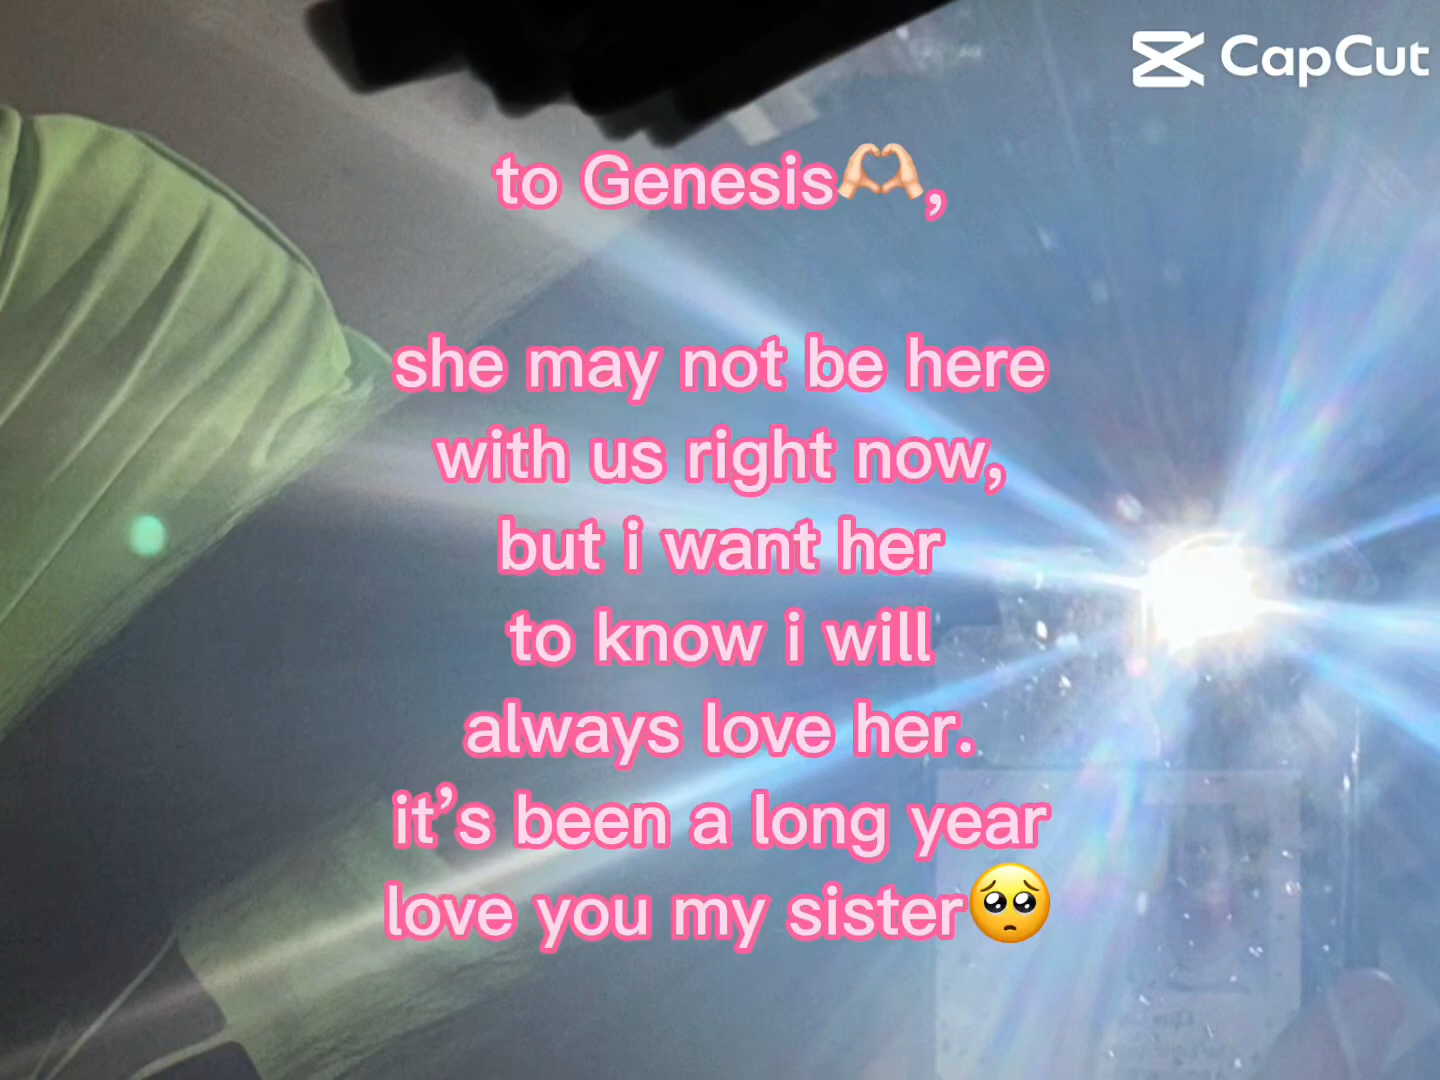 CapCut
to Genesis🫶🏻,
she may not be here
with us right now,
but i want her
to know i will
always love her.
it’s been a long year
love you my sister🥺